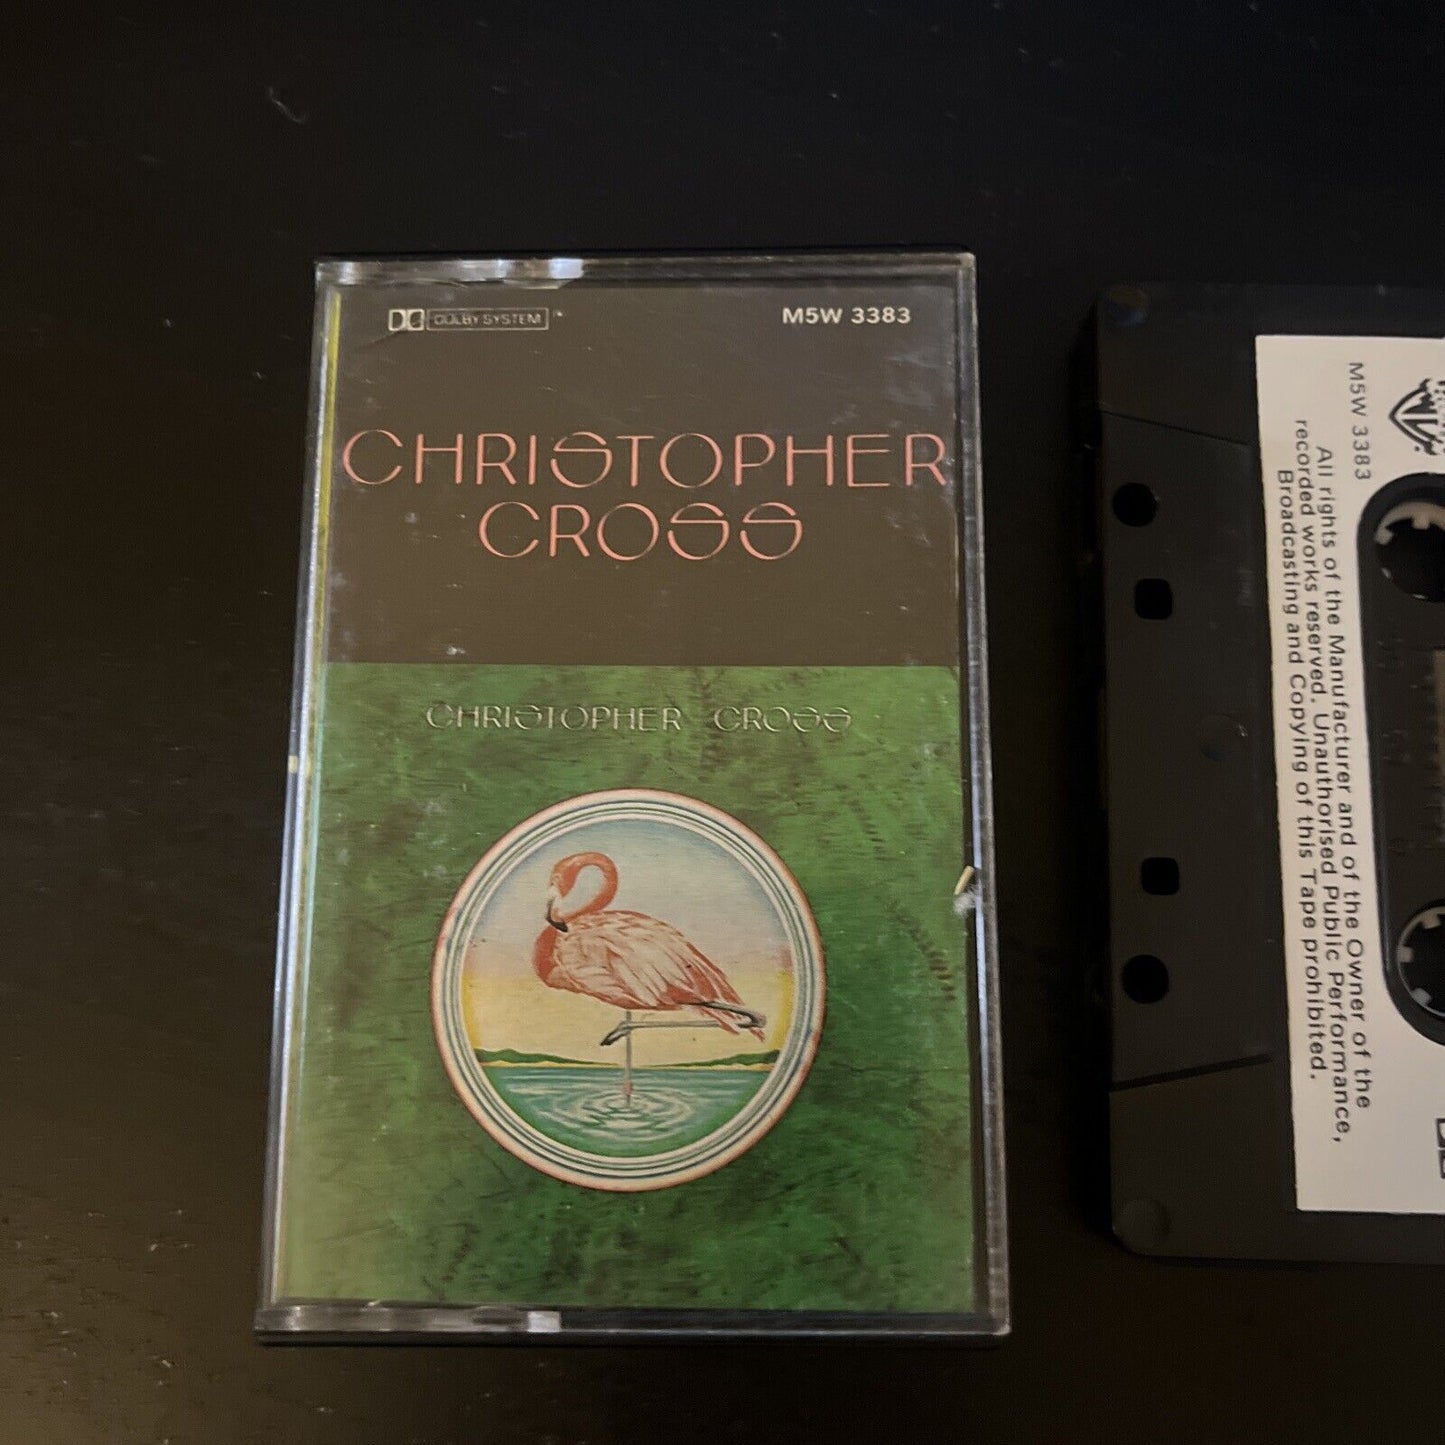 DOLBY SYSTEM
M5W 3383
CHRISTOPHER
CROSS
CHRISTOPHER CROSS
M5W 3383
All rights of the Manufacturer and of the Owner of the
recorded works reserved. Unauthorised Public Performance,
Broadcasting and Copying of this Tape prohibited.